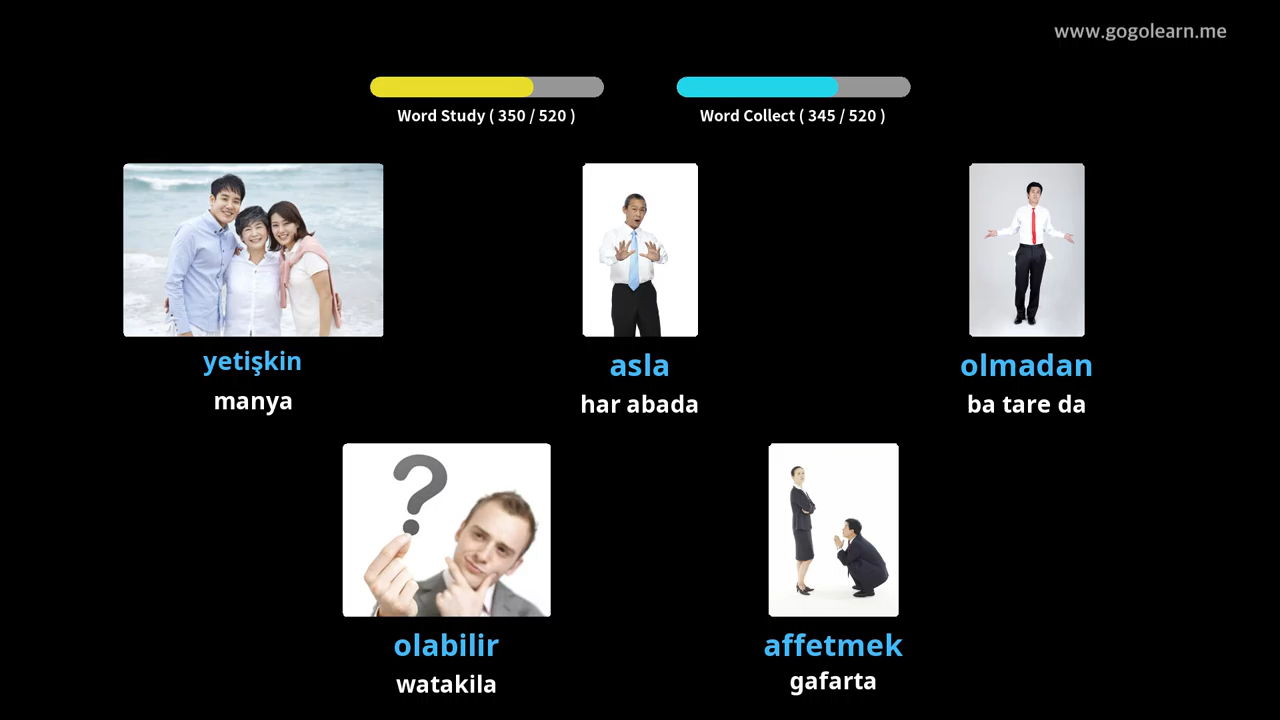 www.gogolearn.me
Word Study ( 350 / 520 )
Word Collect ( 345 / 520 )
yetişkin
manya
asla
har abada
olmadan
ba tare da
olabilir
watakila
affetmek
gafarta